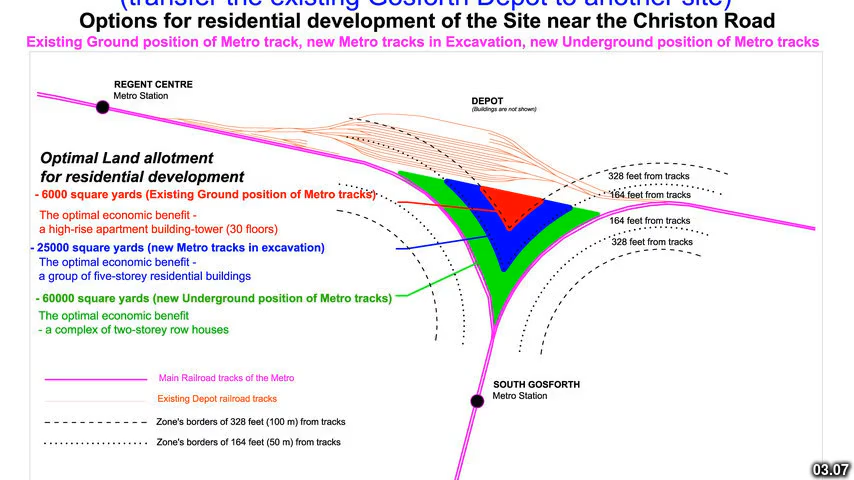 (transfer the existing Gosforth Depot to another site)
Options for residential development of the Site near the Christon Road
Existing Ground position of Metro track, new Metro tracks in Excavation, new Underground position of Metro tracks
REGENT CENTRE
Metro Station
DEPOT
(Buildings are not shown)
Optimal Land allotment
for residential development
- 6000 square yards (Existing Ground position of Metro tracks)
The optimal economic benefit -
a high-rise apartment building-tower (30 floors)
- 25000 square yards (new Metro tracks in excavation)
The optimal economic benefit -
a group of five-storey residential buildings
- 60000 square yards (new Underground position of Metro tracks)
The optimal economic benefit
- a complex of two-storey row houses
328 feet from tracks
164 feet from tracks
164 feet from tracks
328 feet from tracks
Main Railroad tracks of the Metro
Existing Depot railroad tracks
Zone's borders of 328 feet (100 m) from tracks
Zone's borders of 164 feet (50 m) from tracks
SOUTH GOSFORTH
Metro Station
03.07